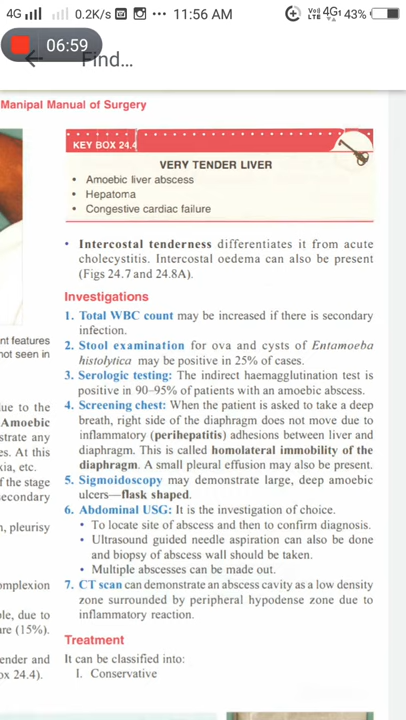 4G 0.2K/s ••• 11:56 AM VoI) LTE 4G 43%
06:59
Find...
Manipal Manual of Surgery
KEY BOX 24.4
VERY TENDER LIVER
• Amoebic liver abscess
• Hepatoma
• Congestive cardiac failure
• Intercostal tenderness differentiates it from acute
cholecystitis. Intercostal oedema can also be present
(Figs 24.7 and 24.8A).
Investigations
1. Total WBC count may be increased if there is secondary
infection.
2. Stool examination for ova and cysts of Entamoeba
histolytica may be positive in 25% of cases.
3. Serologic testing: The indirect haemagglutination test is
positive in 90–95% of patients with an amoebic abscess.
4. Screening chest: When the patient is asked to take a deep
breath, right side of the diaphragm does not move due to
inflammatory (perihepatitis) adhesions between liver and
diaphragm. This is called homolateral immobility of the
diaphragm. A small pleural effusion may also be present.
5. Sigmoidoscopy may demonstrate large, deep amoebic
ulcers—flask shaped.
6. Abdominal USG: It is the investigation of choice.
• To locate site of abscess and then to confirm diagnosis.
• Ultrasound guided needle aspiration can also be done
and biopsy of abscess wall should be taken.
• Multiple abscesses can be made out.
7. CT scan can demonstrate an abscess cavity as a low density
zone surrounded by peripheral hypodense zone due to
inflammatory reaction.
Treatment
It can be classified into:
I. Conservative
nt features
not seen in
ue to the
Amoebic
strate any
es. At this
xia, etc.
f the stage
econdary
n, pleurisy
omplexion
ole, due to
are (15%).
ender and
ox 24.4).